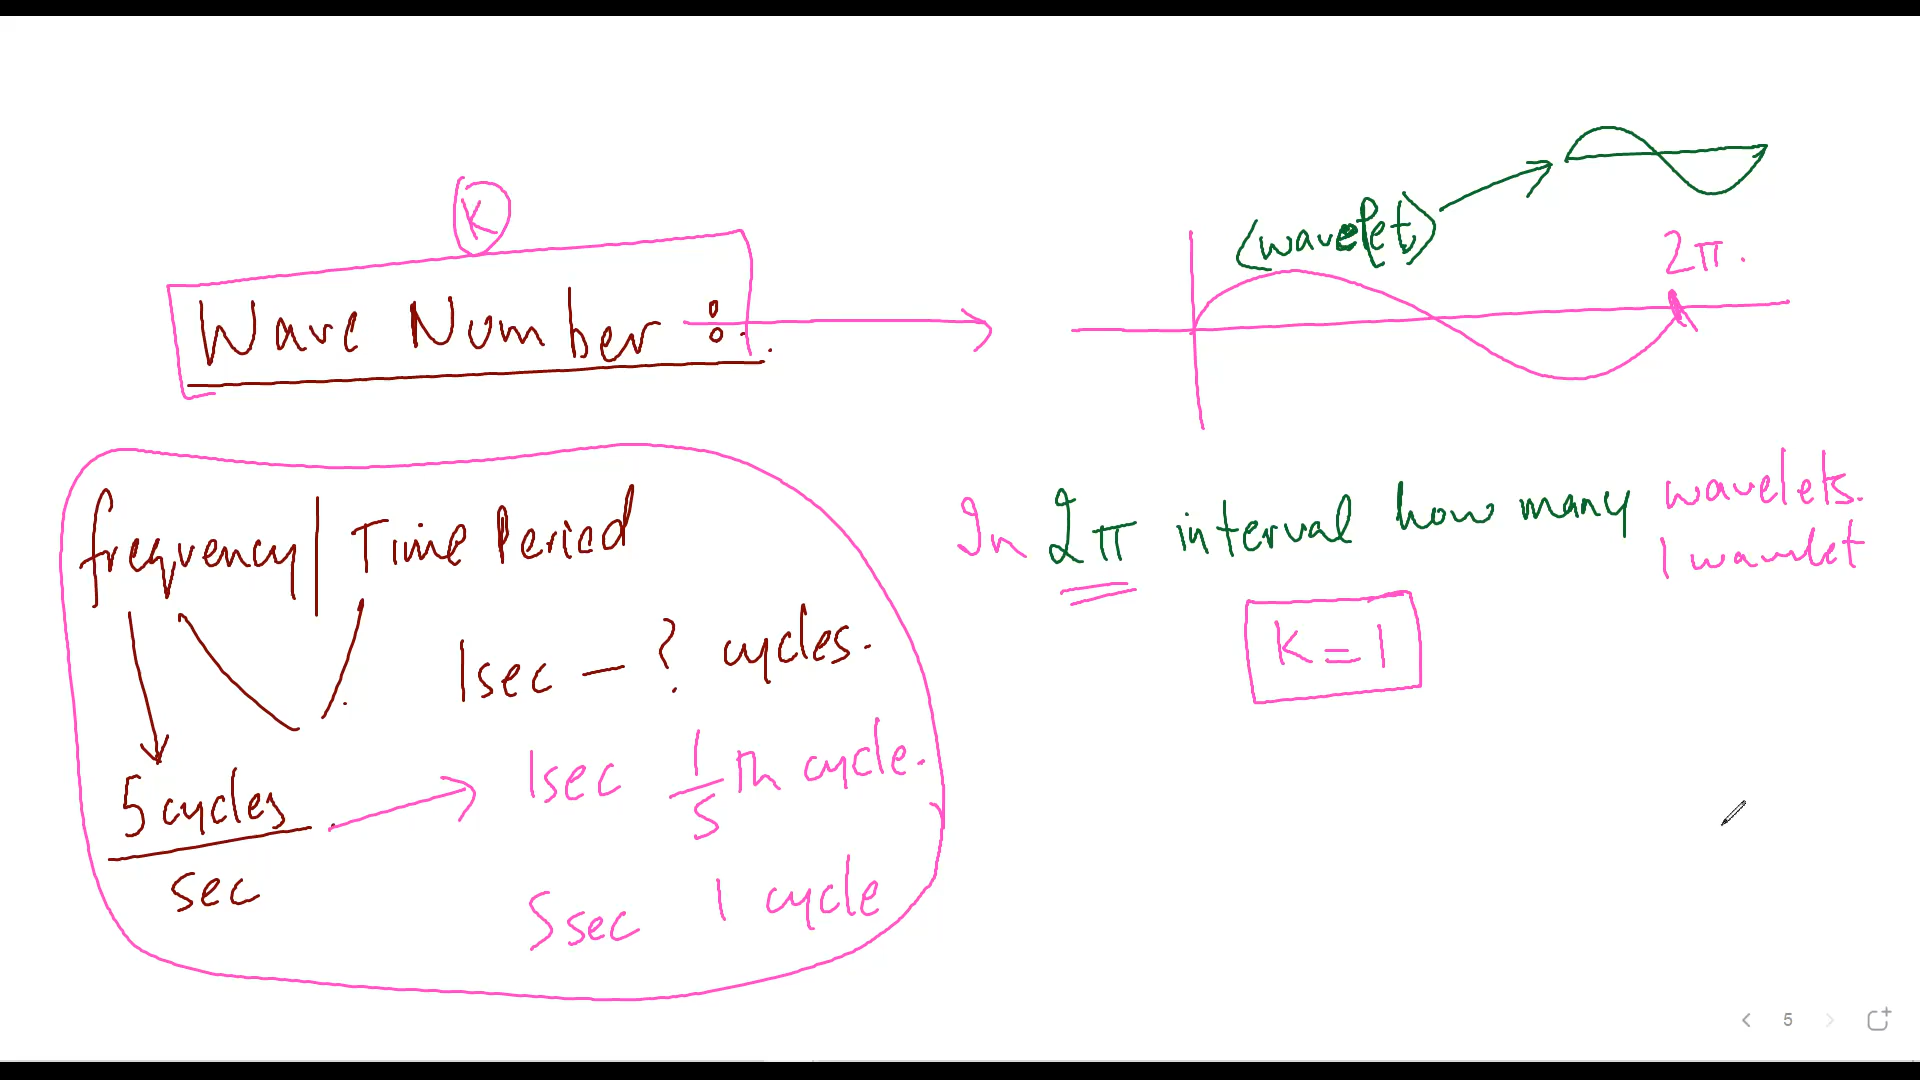 K
Wave Number :
(wavelet)
2π.
frequency | Time Period
1sec - ? cycles.
5 cycles
sec
1sec 1/5 th cycle.
5sec 1 cycle
In 2π interval how many wavelets.
1 wavelet
K = 1
5